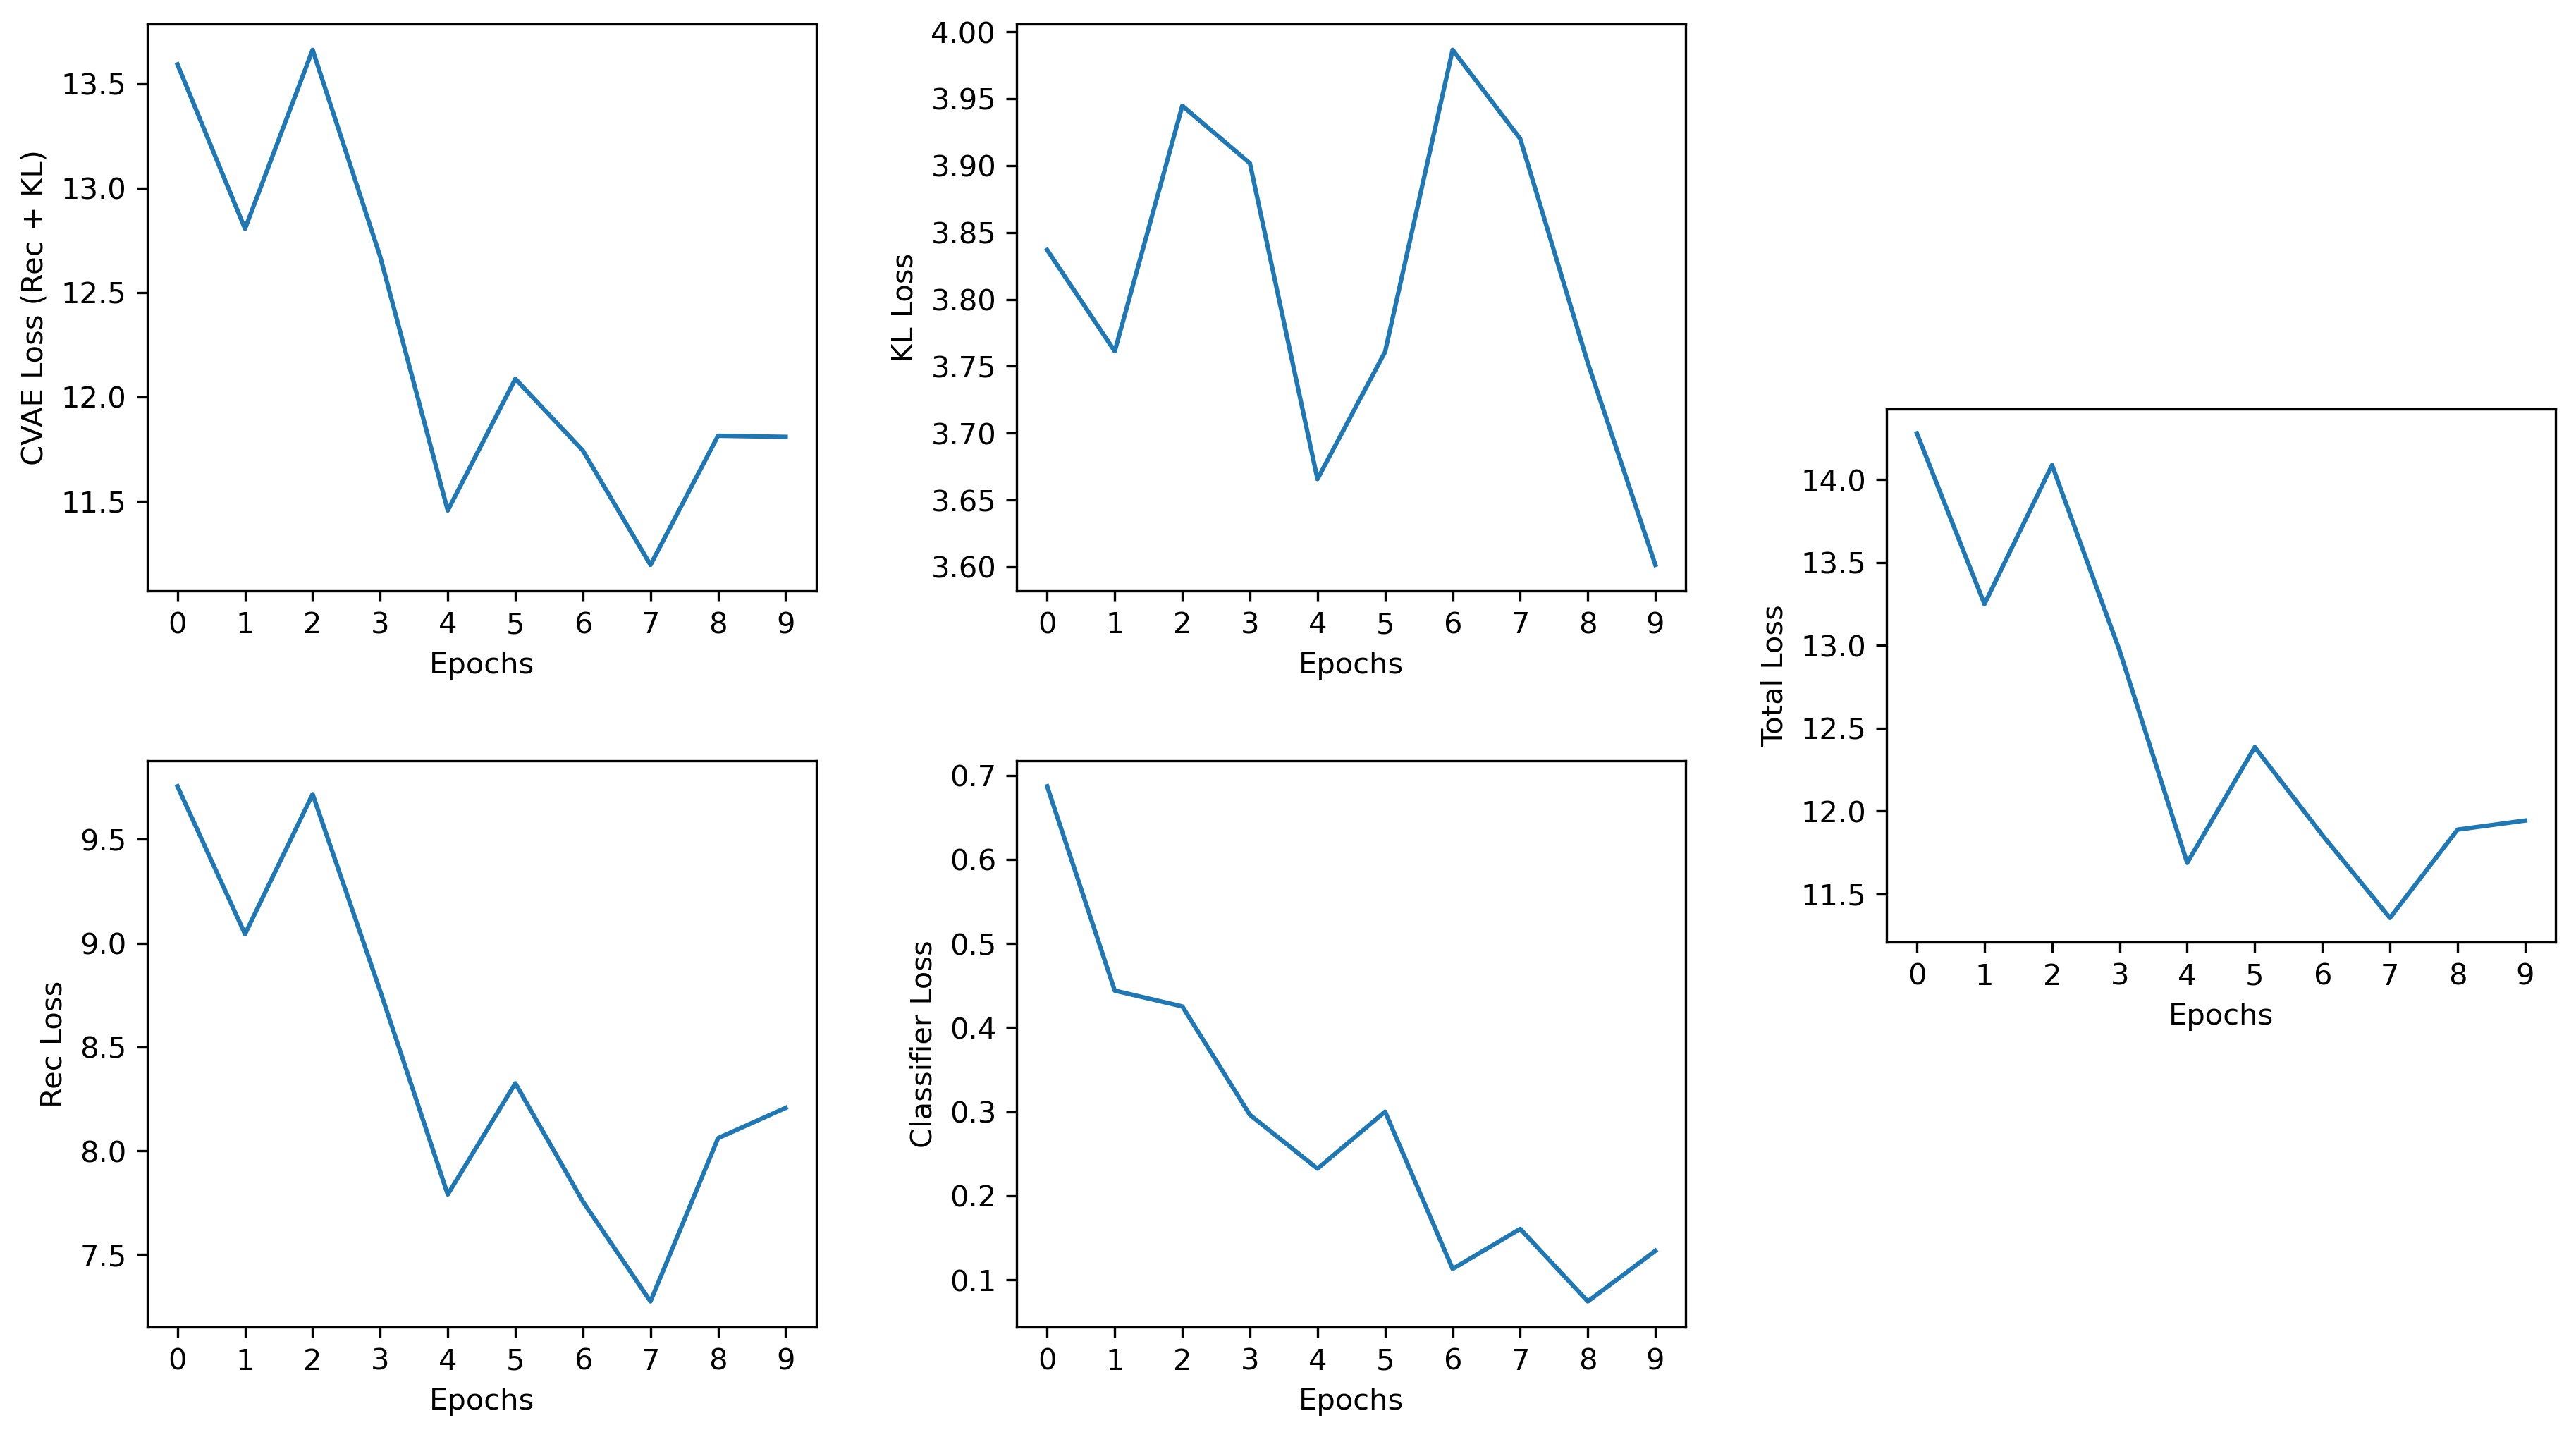 CVAE Loss (Rec + KL)
13.5
13.0
12.5
12.0
11.5
0 1 2 3 4 5 6 7 8 9
Epochs
KL Loss
4.00
3.95
3.90
3.85
3.80
3.75
3.70
3.65
3.60
0 1 2 3 4 5 6 7 8 9
Epochs
Rec Loss
9.5
9.0
8.5
8.0
7.5
0 1 2 3 4 5 6 7 8 9
Epochs
Classifier Loss
0.7
0.6
0.5
0.4
0.3
0.2
0.1
0 1 2 3 4 5 6 7 8 9
Epochs
Total Loss
14.0
13.5
13.0
12.5
12.0
11.5
0 1 2 3 4 5 6 7 8 9
Epochs